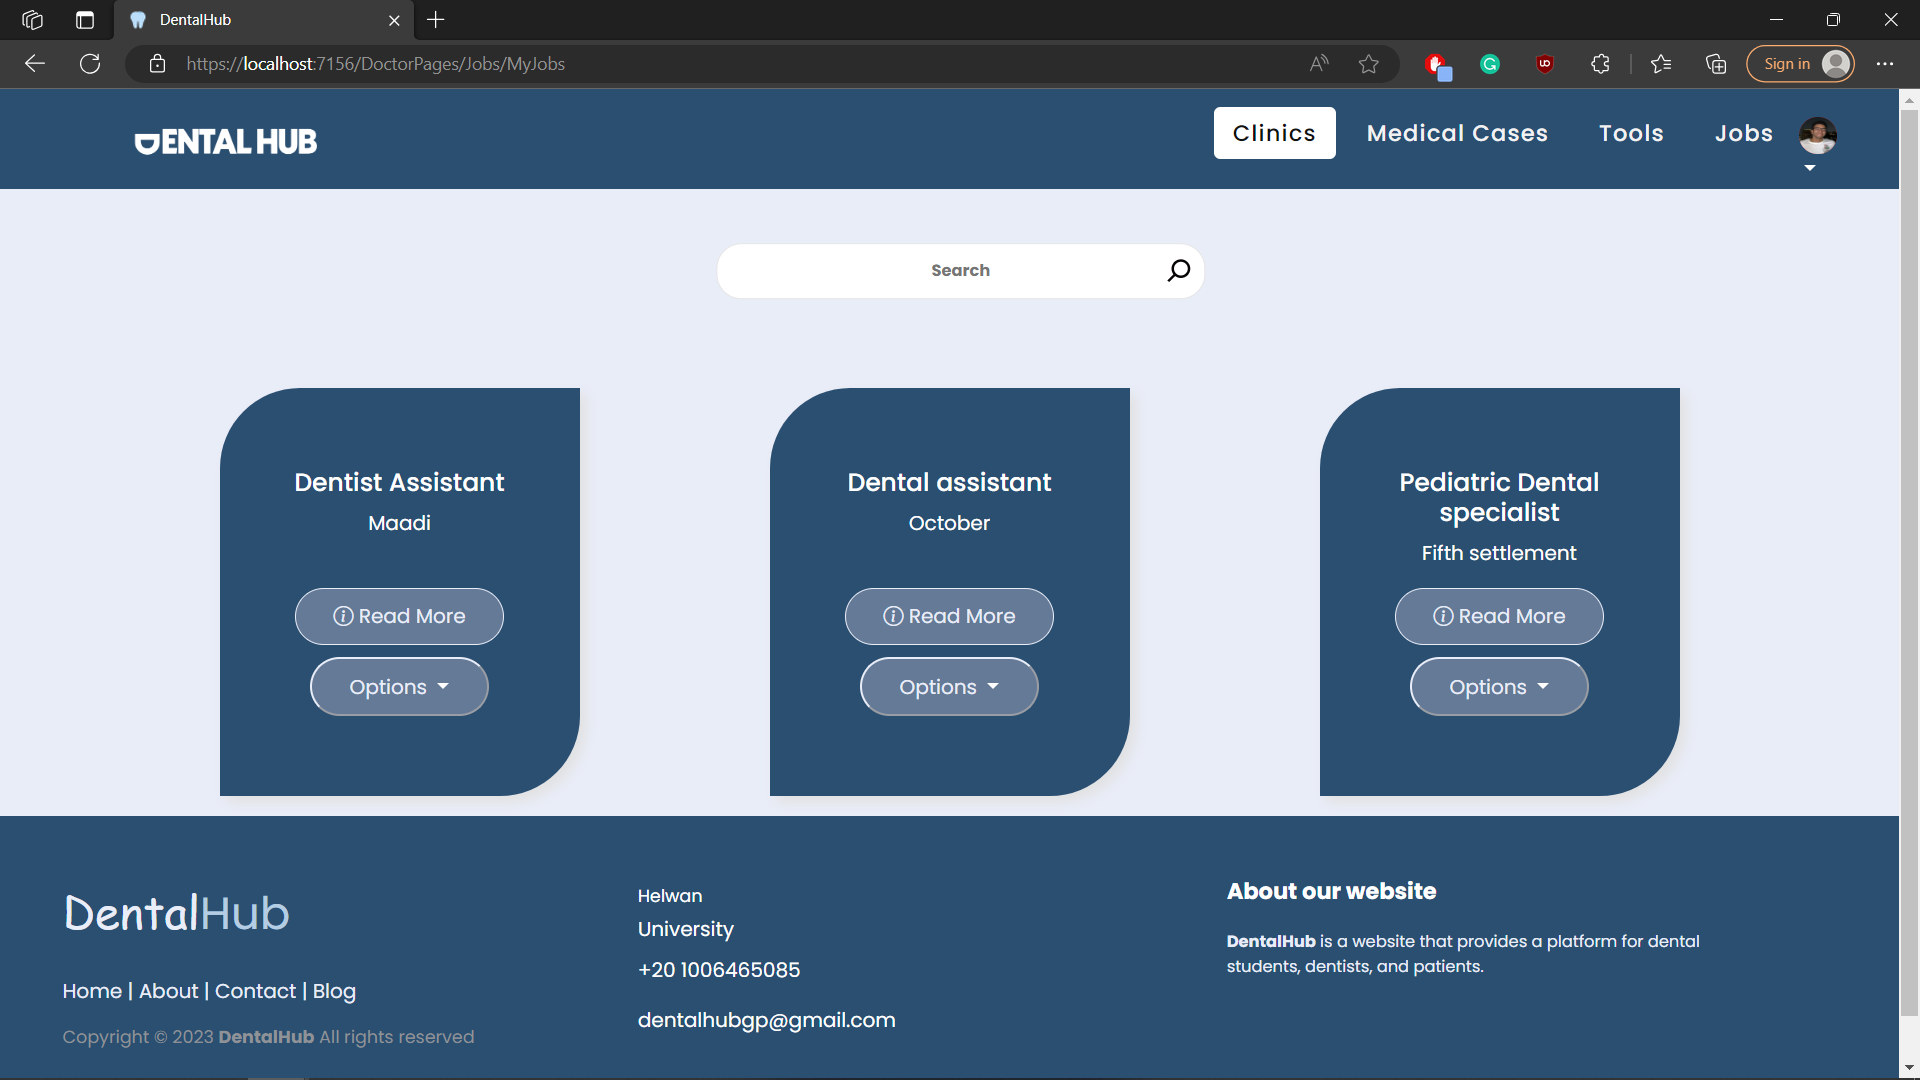 DentalHub
https://localhost:7156/DoctorPages/Jobs/MyJobs
Sign in
DENTAL HUB
Clinics
Medical Cases
Tools
Jobs
Search
Dentist Assistant
Maadi
Read More
Options
Dental assistant
October
Read More
Options
Pediatric Dental
specialist
Fifth settlement
Read More
Options
DentalHub
Home | About | Contact | Blog
Copyright © 2023 DentalHub All rights reserved
Helwan
University
+20 1006465085
dentalhubgp@gmail.com
About our website
DentalHub is a website that provides a platform for dental
students, dentists, and patients.